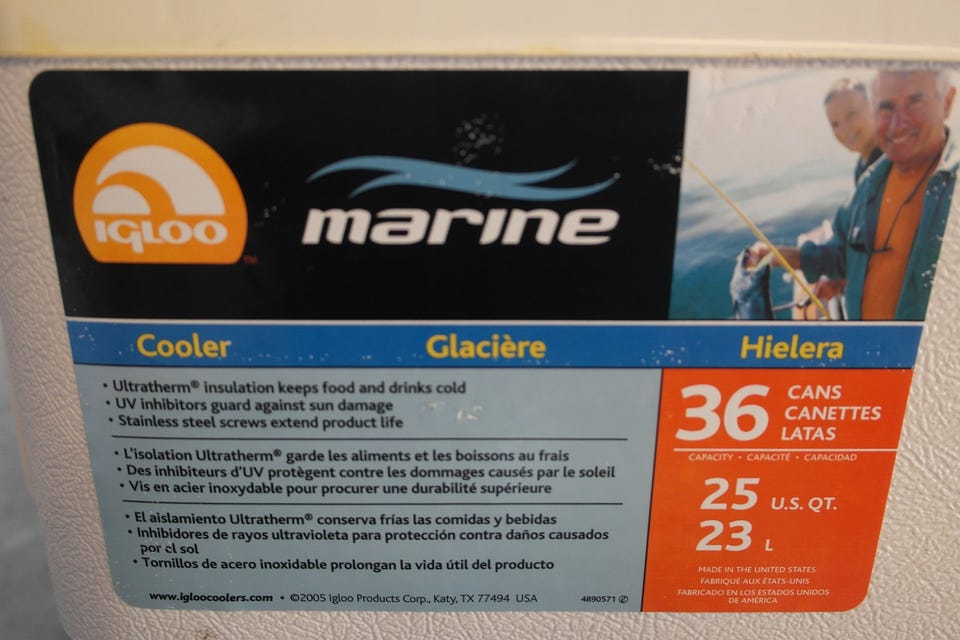 IGLOO
TM
marine
Cooler Glacière Hielera
• Ultratherm® insulation keeps food and drinks cold
• UV inhibitors guard against sun damage
• Stainless steel screws extend product life
• L'isolation Ultratherm® garde les aliments et les boissons au frais
• Des inhibiteurs d'UV protègent contre les dommages causés par le soleil
• Vis en acier inoxydable pour procurer une durabilité supérieure
• El aislamiento Ultratherm® conserva frías las comidas y bebidas
• Inhibidores de rayos ultravioleta para protección contra daños causados
por el sol
• Tornillos de acero inoxidable prolongan la vida útil del producto
www.igloocoolers.com • ©2005 Igloo Products Corp., Katy, TX 77494 USA
4890571
36
CANS
CANETTES
LATAS
CAPACITY • CAPACITÉ • CAPACIDAD
25 U.S. QT.
23 L
MADE IN THE UNITED STATES
FABRIQUÉ AUX ÉTATS-UNIS
FABRICADO EN LOS ESTADOS UNIDOS
DE AMÉRICA